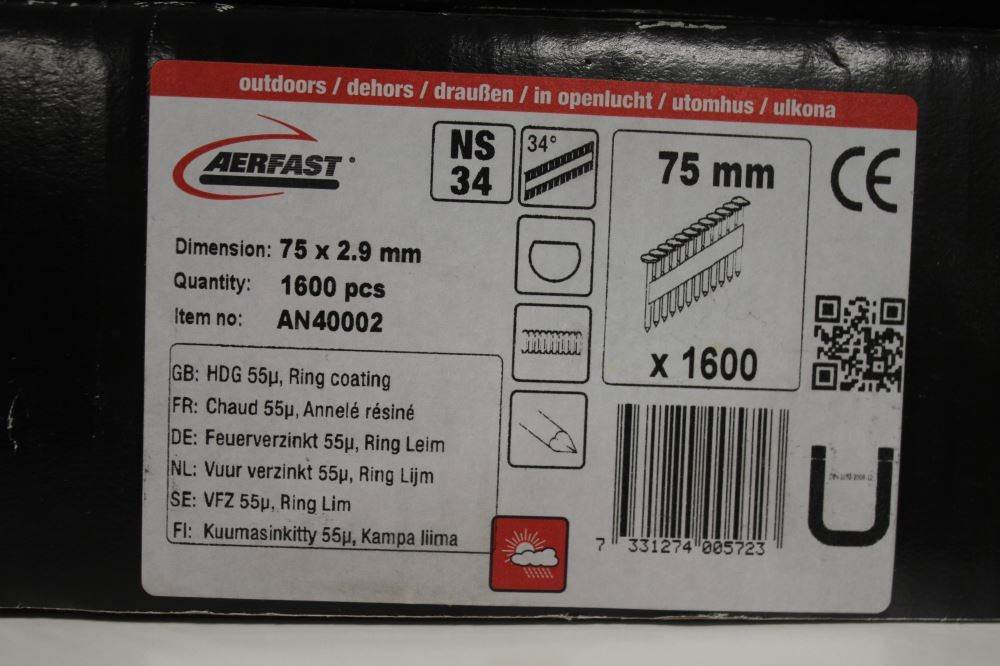 outdoors / dehors / draußen / in openlucht / utomhus / ulkona
AERFAST
NS
34
34°
75 mm
CE
Dimension: 75 x 2.9 mm
Quantity: 1600 pcs
Item no: AN40002
x 1600
GB: HDG 55µ, Ring coating
FR: Chaud 55µ, Annelé résiné
DE: Feuerverzinkt 55µ, Ring Leim
NL: Vuur verzinkt 55µ, Ring Lijm
SE: VFZ 55µ, Ring Lim
FI: Kuumasinkitty 55µ, Kampa liima
7 331274 005723